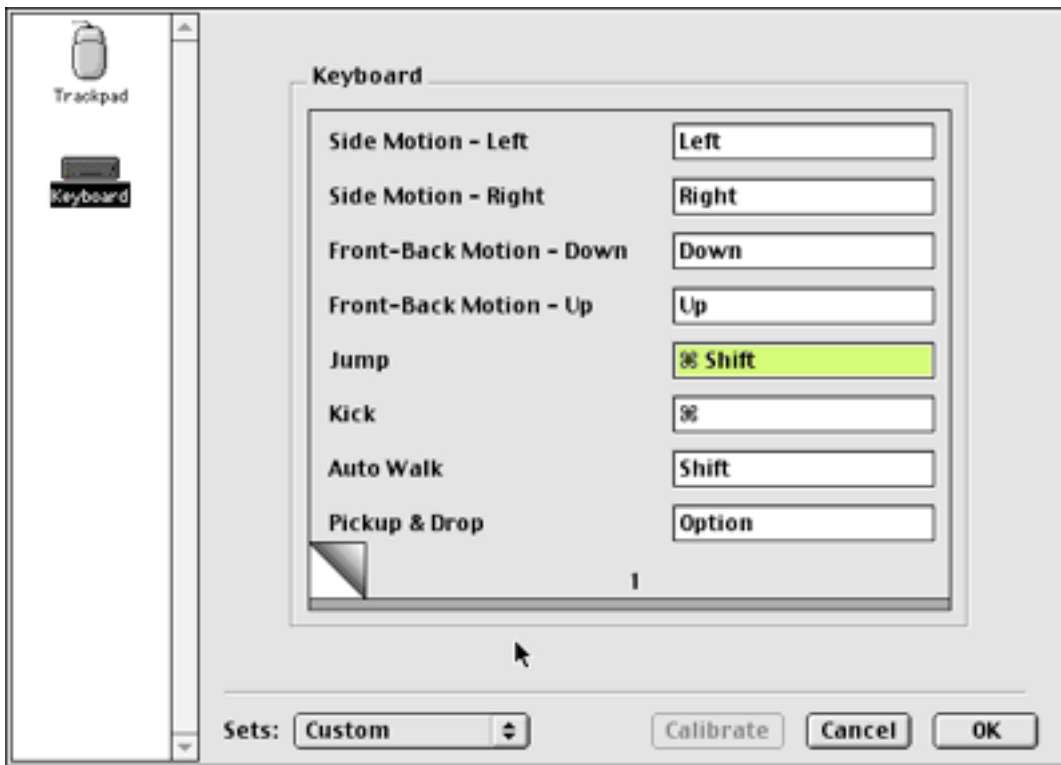 Trackpad
Keyboard
Keyboard
Side Motion - Left Left
Side Motion - Right Right
Front-Back Motion - Down Down
Front-Back Motion - Up Up
Jump ⌘ Shift
Kick ⌘
Auto Walk Shift
Pickup & Drop Option
1
Sets: Custom Calibrate Cancel OK